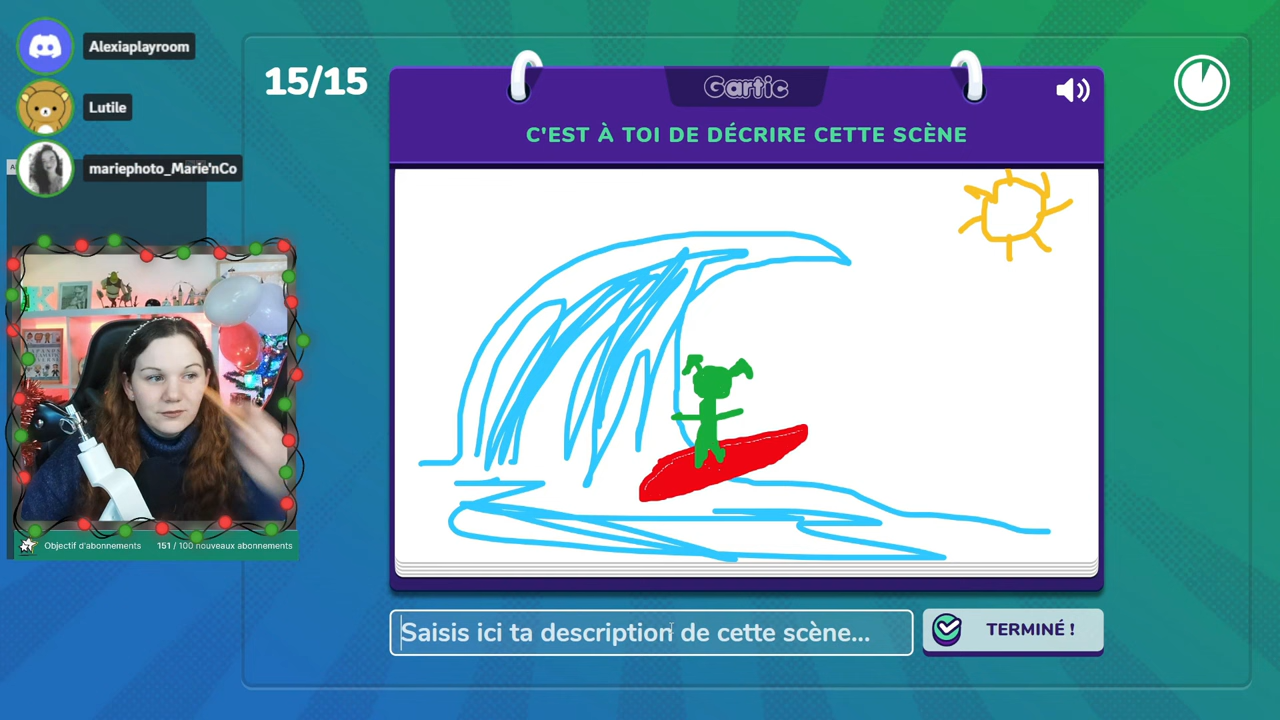 Alexiaplayroom
Lutile
mariephoto_Marie'nCo
15/15
Gartic
C'EST À TOI DE DÉCRIRE CETTE SCÈNE
Objectif d'abonnements 151 / 100 nouveaux abonnements
Saisis ici ta description de cette scène...
TERMINÉ !